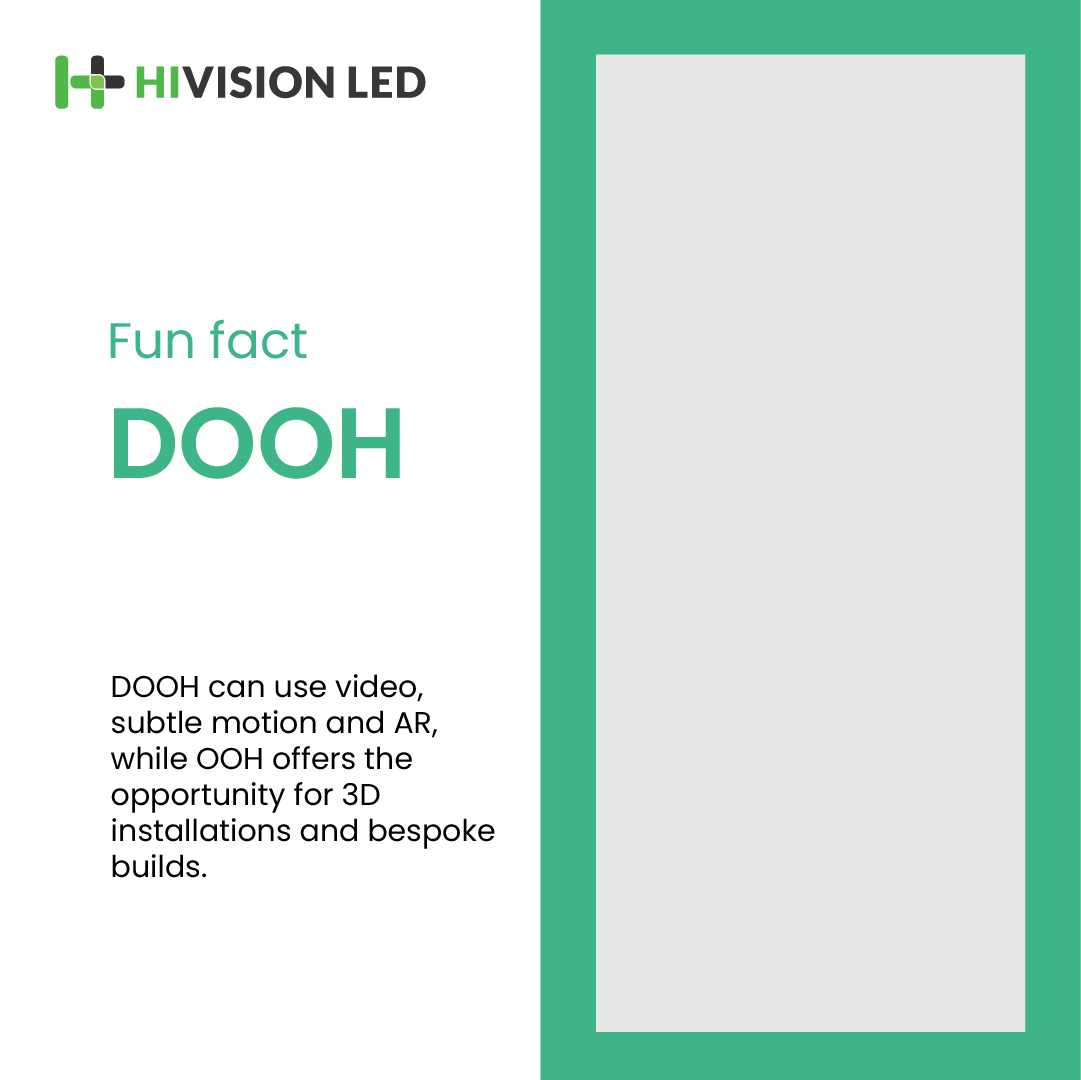 HIVISION LED
Fun fact
DOOH
DOOH can use video,
subtle motion and AR,
while OOH offers the
opportunity for 3D
installations and bespoke
builds.